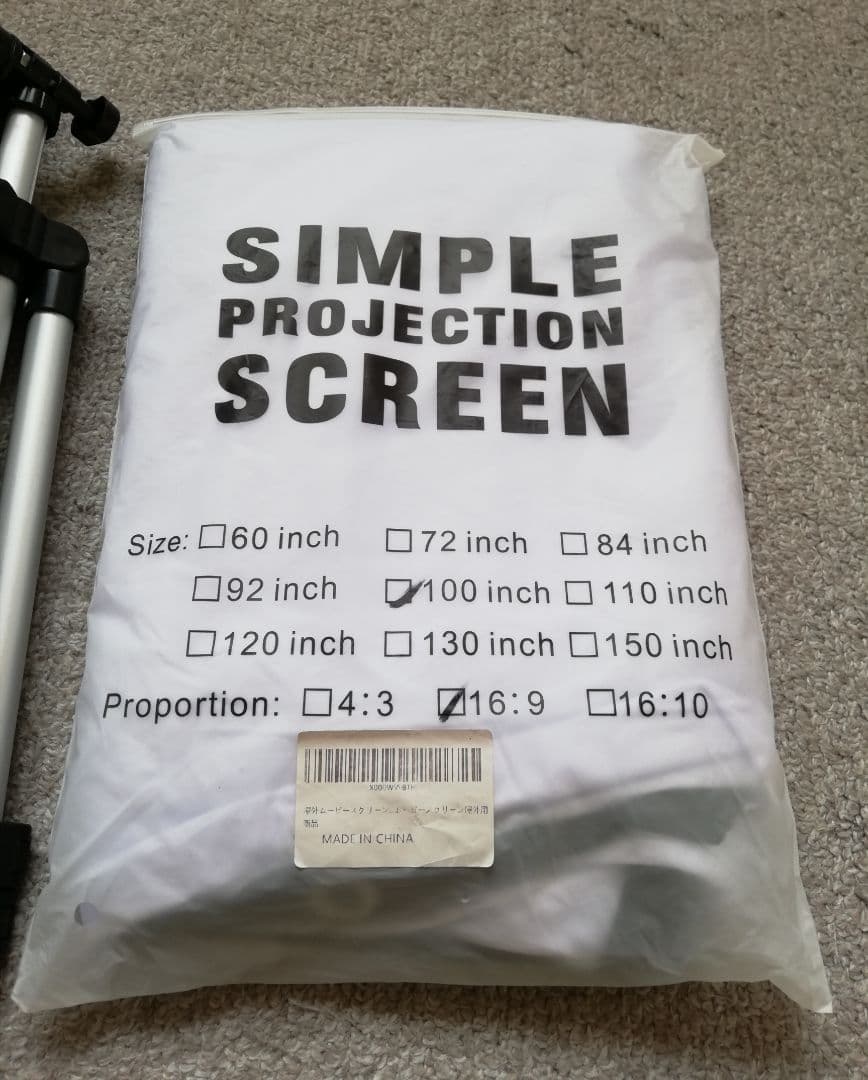 SIMPLE
PROJECTION
SCREEN
Size: ☐60 inch ☐72 inch ☐84 inch
☐92 inch ☑100 inch ☐110 inch
☐120 inch ☐130 inch ☐150 inch
Proportion: ☐4:3 ☑16:9 ☐16:10
MADE IN CHINA